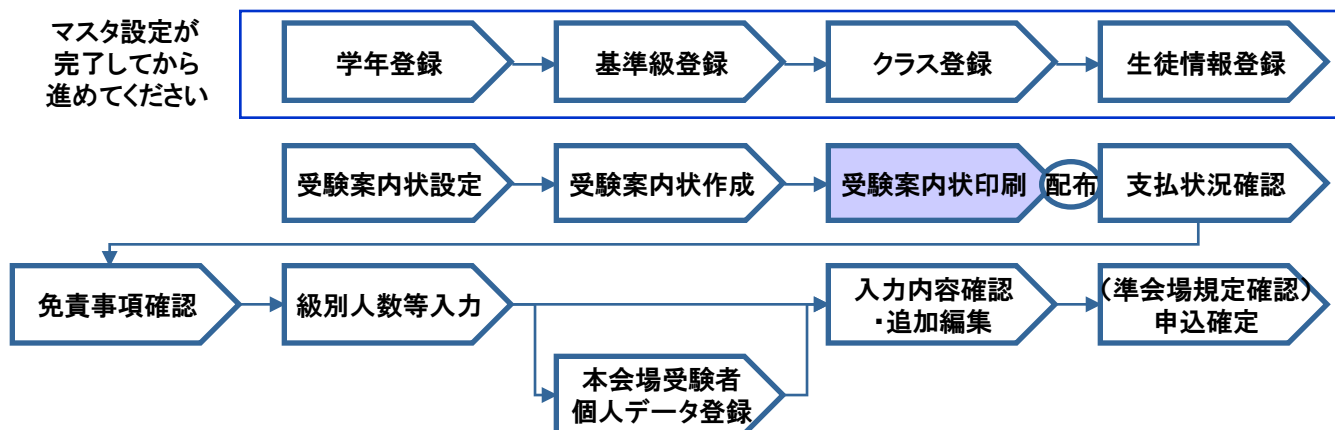 マスタ設定が
完了してから
進めてください
学年登録
基準級登録
クラス登録
生徒情報登録
受験案内状設定
受験案内状作成
受験案内状印刷
配布
支払状況確認
免責事項確認
級別人数等入力
入力内容確認
・追加編集
（準会場規定確認）
申込確定
本会場受験者
個人データ登録